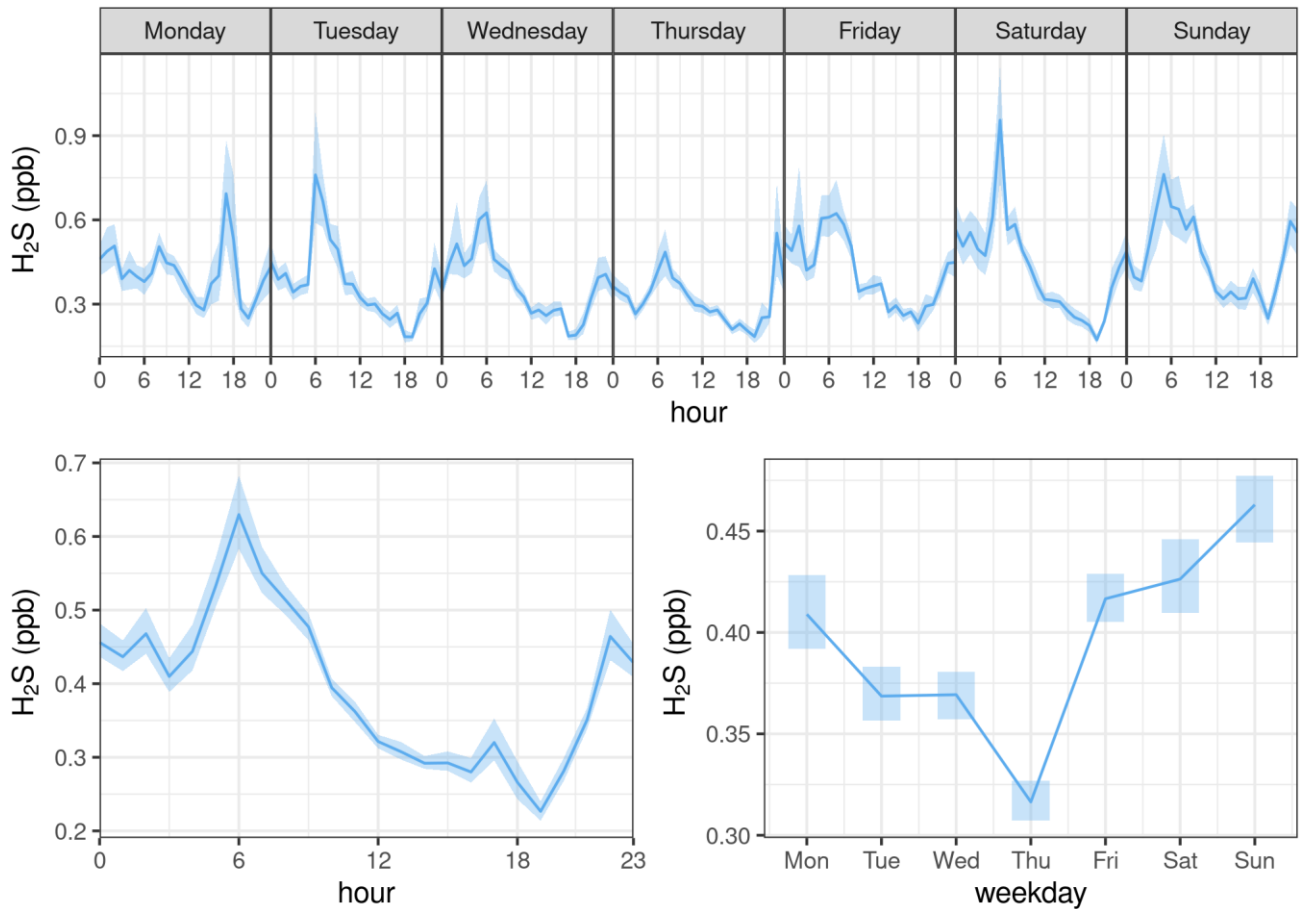 Monday Tuesday Wednesday Thursday Friday Saturday Sunday
H₂S (ppb)
0.9
0.6
0.3
0 6 12 18 0 6 12 18 0 6 12 18 0 6 12 18 0 6 12 18 0 6 12 18 0 6 12 18
hour
H₂S (ppb)
0.7
0.6
0.5
0.4
0.3
0.2
0 6 12 18 23
hour
H₂S (ppb)
0.45
0.40
0.35
0.30
Mon Tue Wed Thu Fri Sat Sun
weekday